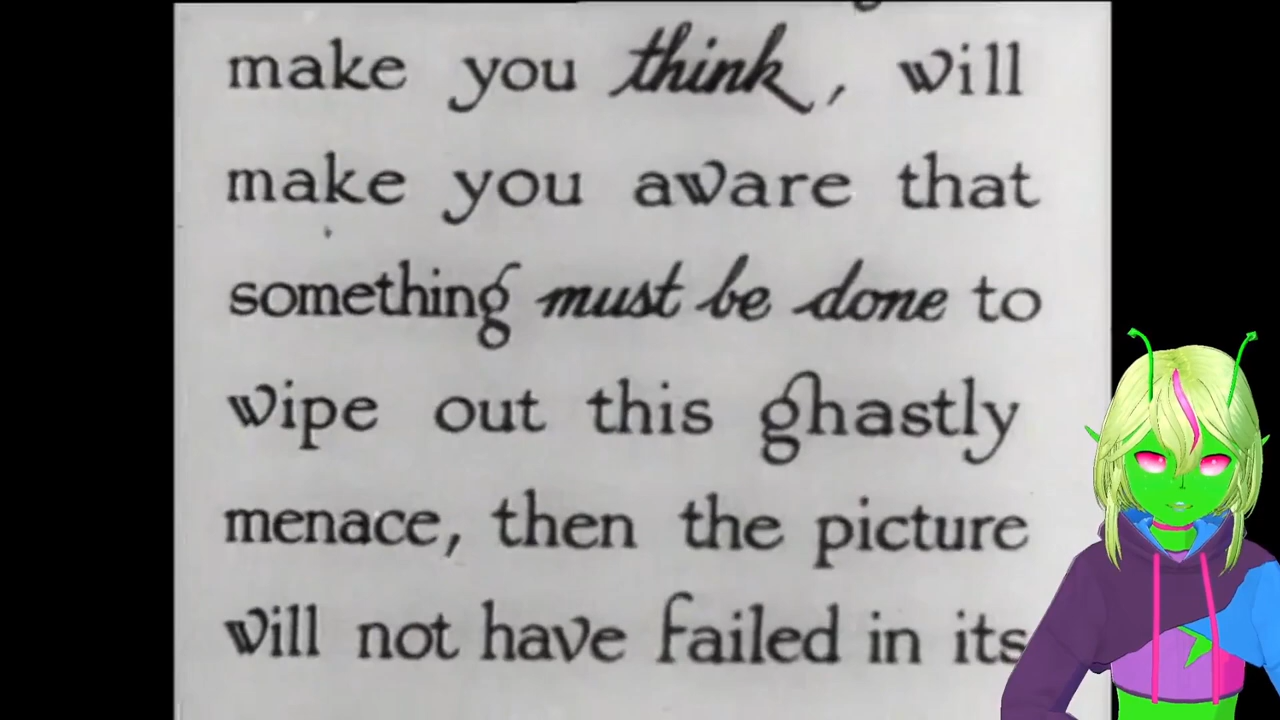 make you think, will
make you aware that
something must be done to
wipe out this ghastly
menace, then the picture
will not have failed in its